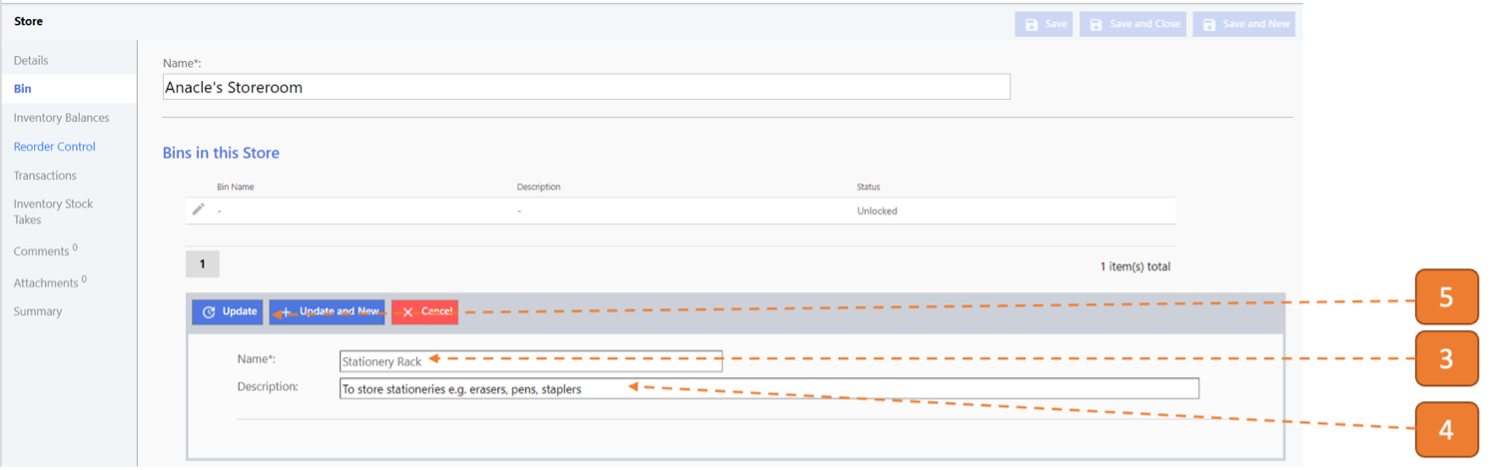 Store
Save
Save and Close
Save and New
Details
Bin
Inventory Balances
Reorder Control
Transactions
Inventory Stock
Takes
Comments 0
Attachments 0
Summary
Name*:
Anacle's Storeroom
Bins in this Store
Bin Name Description Status
- - Unlocked
1
1 item(s) total
Update
Update and New
Cancel
Name*: Stationery Rack
Description: To store stationeries e.g. erasers, pens, staplers
5
3
4